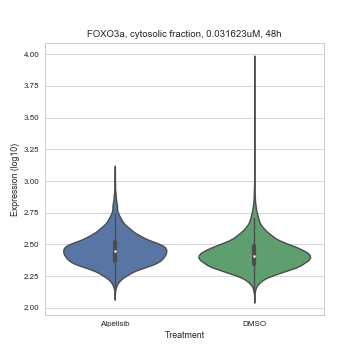 FOXO3a, cytosolic fraction, 0.031623uM, 48h
4.00
3.75
3.50
3.25
3.00
2.75
2.50
2.25
2.00
Expression (log10)
Alpelisib
DMSO
Treatment